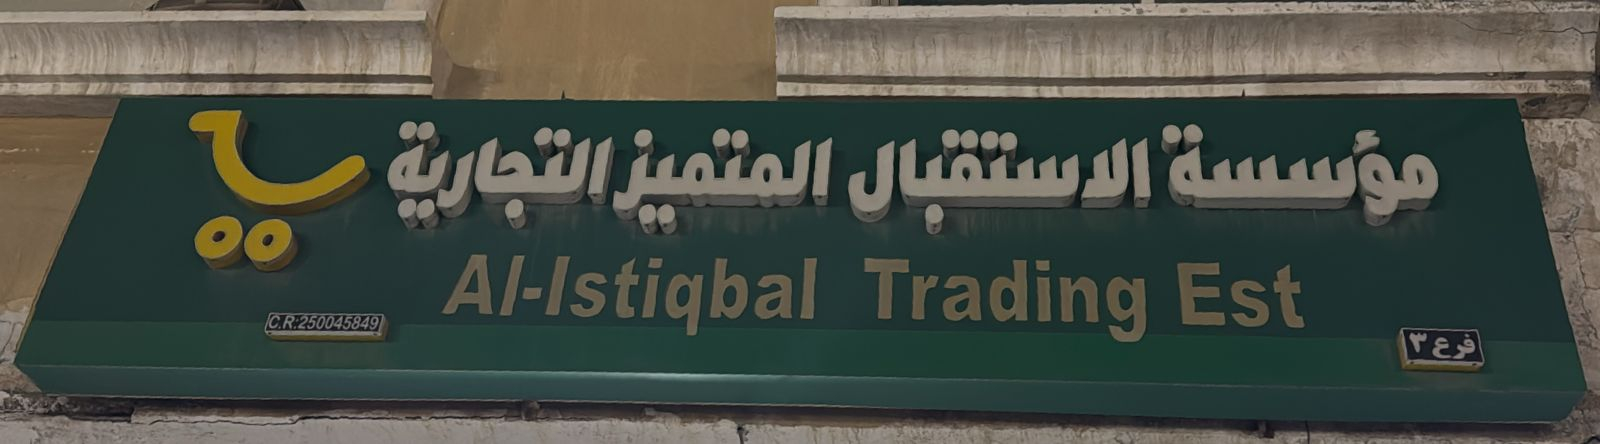 مؤسسة الاستقبال المتميز التجارية
Al-Istiqbal Trading Est
C.R:250045849
فرع ٣